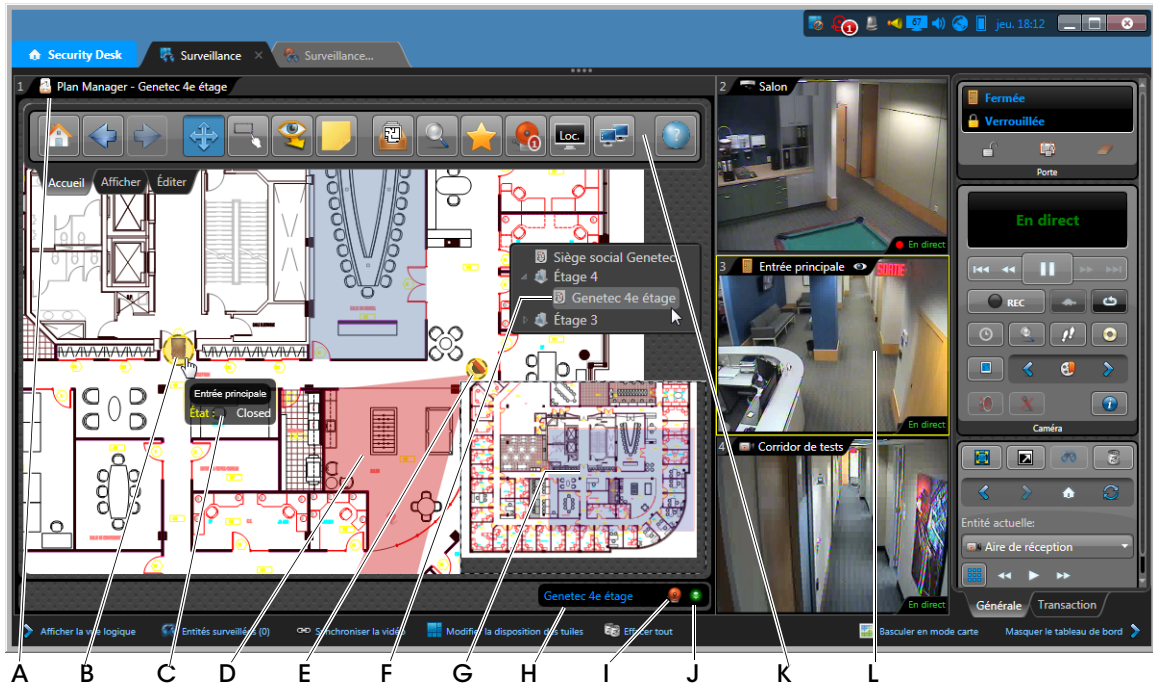 67 jeu. 18:12
1
Security Desk Surveillance Surveillance...
1 Plan Manager - Genetec 4e étage
2 Salon
Fermée
Verrouillée
Porte
Loc.
1
?
Accueil Afficher Éditer
En direct
En direct
Siège social Genetec
Étage 4
Genetec 4e étage
Étage 3
3 Entrée principale
SORTIE
REC
Entrée principale
État : Closed
Caméra
4 Corridor de tests
Entité actuelle:
Aire de réception
En direct
Genetec 4e étage
Générale Transaction
Afficher la vue logique Entités surveillées (0) Synchroniser la vidéo Modifier la disposition des tuiles Effacer tout Basculer en mode carte Masquer le tableau de bord
A B C D E F G H I J K L